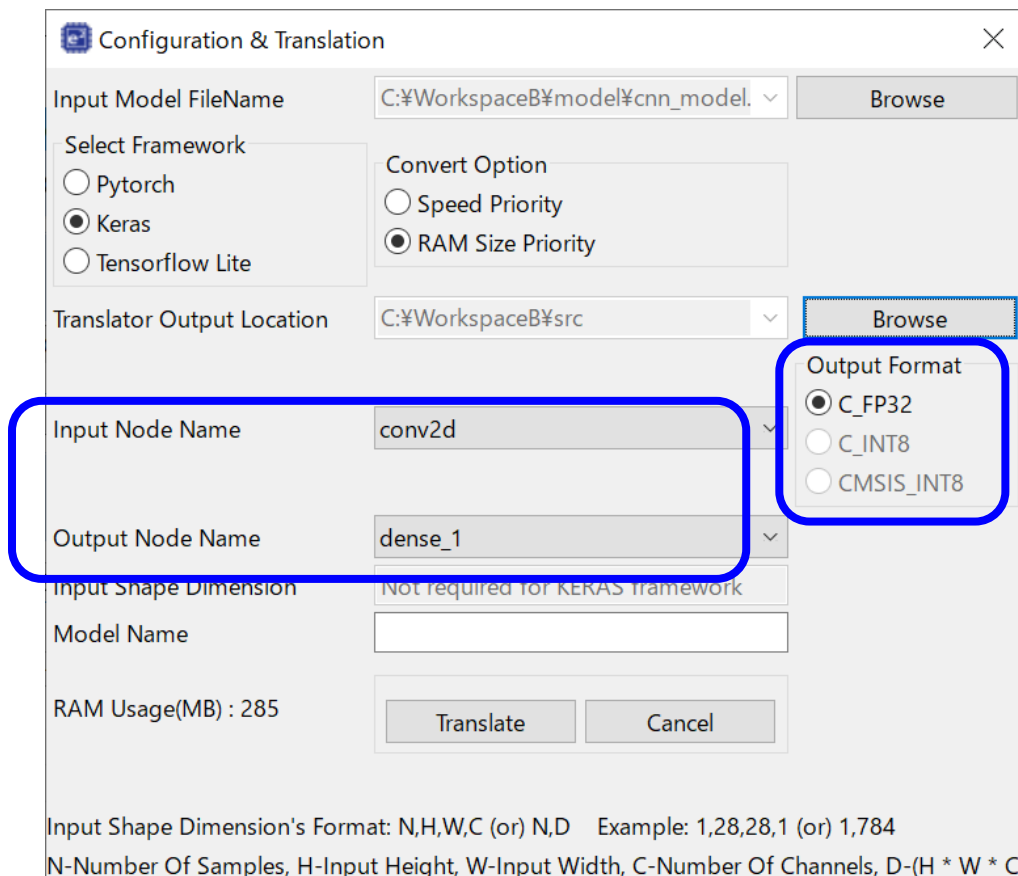 Configuration & Translation
Input Model FileName
C:¥WorkspaceB¥model¥cnn_model.
Browse
Select Framework
Pytorch
Keras
Tensorflow Lite
Convert Option
Speed Priority
RAM Size Priority
Translator Output Location
C:¥WorkspaceB¥src
Browse
Output Format
C_FP32
C_INT8
CMSIS_INT8
Input Node Name
conv2d
Output Node Name
dense_1
Input Shape Dimension
Not required for KERAS framework
Model Name
RAM Usage(MB) : 285
Translate
Cancel
Input Shape Dimension's Format: N,H,W,C (or) N,D Example: 1,28,28,1 (or) 1,784
N-Number Of Samples, H-Input Height, W-Input Width, C-Number Of Channels, D-(H * W * C